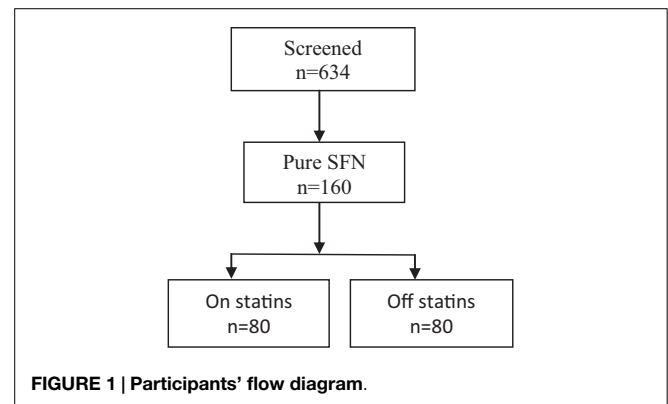 Screened
n=634
Pure SFN
n=160
On statins
n=80
Off statins
n=80
FIGURE 1 | Participants' flow diagram.